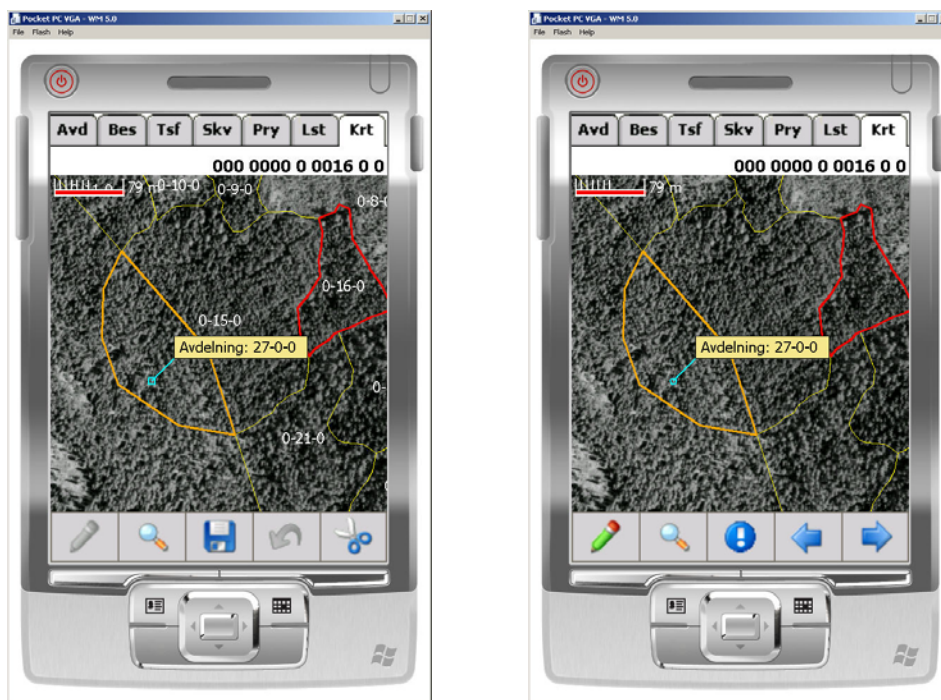 Pocket PC VGA - WM 5.0
File Flash Help
Avd Bes Tsf Skv Pry Lst Krt
000 0000 0 0016 0 0
79 m
0-10-0
0-9-0
0-8-
0-16-0
0-15-0
Avdelning: 27-0-0
0-
0-21-0
Pocket PC VGA - WM 5.0
File Flash Help
Avd Bes Tsf Skv Pry Lst Krt
000 0000 0 0016 0 0
79 m
Avdelning: 27-0-0